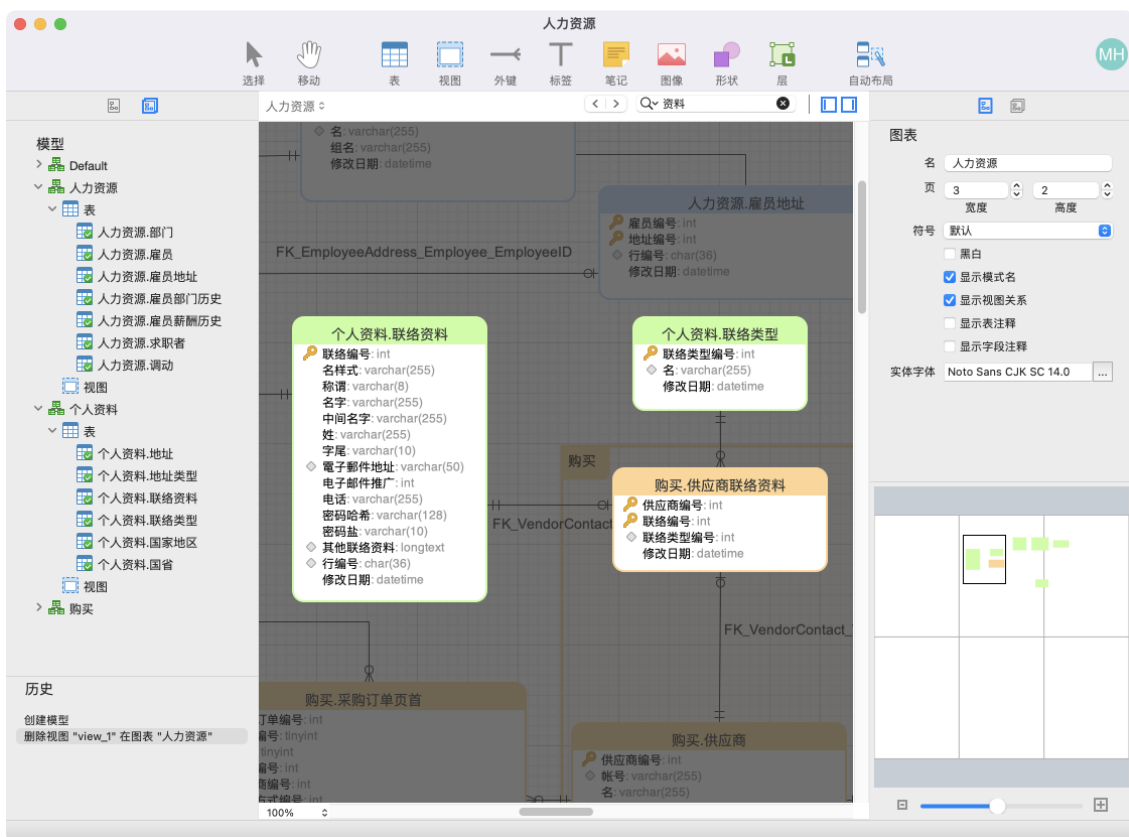 人力资源
选择 移动 表 视图 外键 标签 笔记 图像 形状 层 自动布局
MH
人力资源
资料
模型
Default
人力资源
表
人力资源.部门
人力资源.雇员
人力资源.雇员地址
人力资源.雇员部门历史
人力资源.雇员薪酬历史
人力资源.求职者
人力资源.调动
视图
个人资料
表
个人资料.地址
个人资料.地址类型
个人资料.联络资料
个人资料.联络类型
个人资料.国家地区
个人资料.国省
视图
购买
历史
创建模型
删除视图 "view_1" 在图表 "人力资源"
名: varchar(255)
组名: varchar(255)
修改日期: datetime
人力资源.雇员地址
雇员编号: int
地址编号: int
行编号: char(36)
修改日期: datetime
FK_EmployeeAddress_Employee_EmployeeID
个人资料.联络资料
联络编号: int
名样式: varchar(255)
称谓: varchar(8)
名字: varchar(255)
中间名字: varchar(255)
姓: varchar(255)
字尾: varchar(10)
電子郵件地址: varchar(50)
电子邮件推广: int
电话: varchar(255)
密码哈希: varchar(128)
密码盐: varchar(10)
其他联络资料: longtext
行编号: char(36)
修改日期: datetime
个人资料.联络类型
联络类型编号: int
名: varchar(255)
修改日期: datetime
购买
购买.供应商联络资料
供应商编号: int
联络编号: int
联络类型编号: int
修改日期: datetime
FK_VendorContact
FK_VendorContact_
购买.采购订单页首
订单编号: int
编号: tinyint
tinyint
编号: int
商编号: int
方式编号: int
购买.供应商
供应商编号: int
帐号: varchar(255)
名: varchar(255)
100%
图表
名 人力资源
页 3 2
宽度 高度
符号 默认
黑白
显示模式名
显示视图关系
显示表注释
显示字段注释
实体字体 Noto Sans CJK SC 14.0 ...